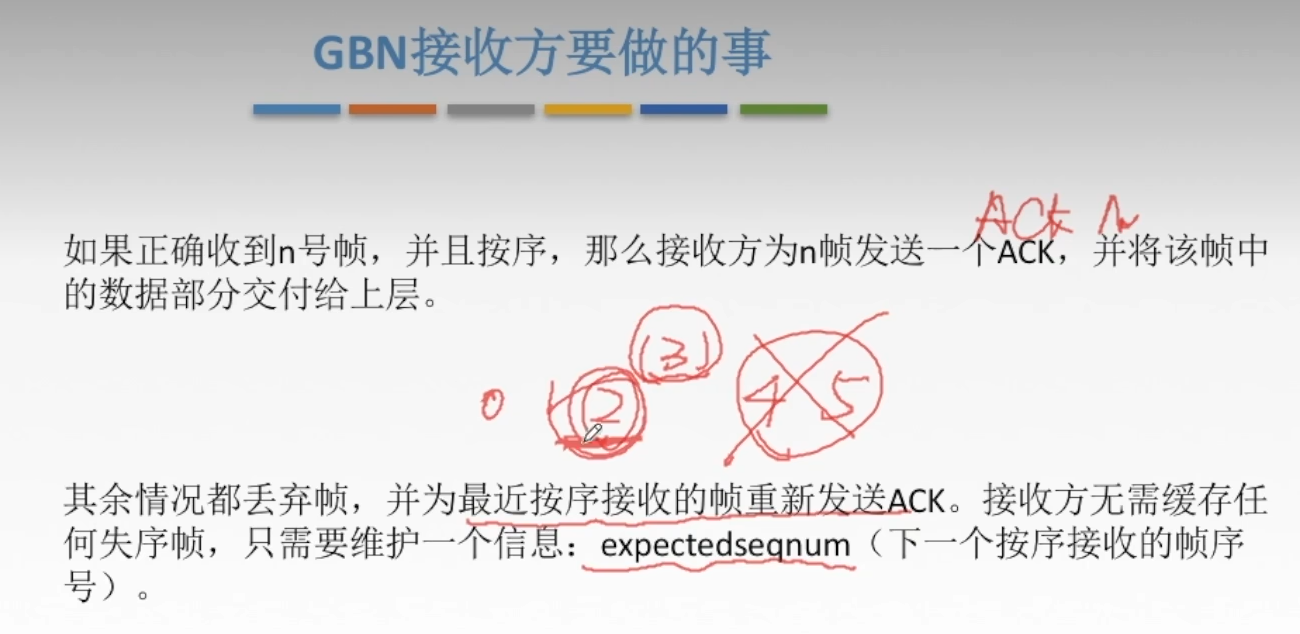 GBN接收方要做的事
ACK n
如果正确收到n号帧，并且按序，那么接收方为n帧发送一个ACK，并将该帧中
的数据部分交付给上层。
(3)
0 1 2 4 5
其余情况都丢弃帧，并为最近按序接收的帧重新发送ACK。接收方无需缓存任
何失序帧，只需要维护一个信息：expectedseqnum（下一个按序接收的帧序
号）。